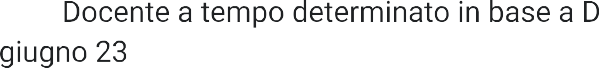 Docente a tempo determinato in base a D
giugno 23